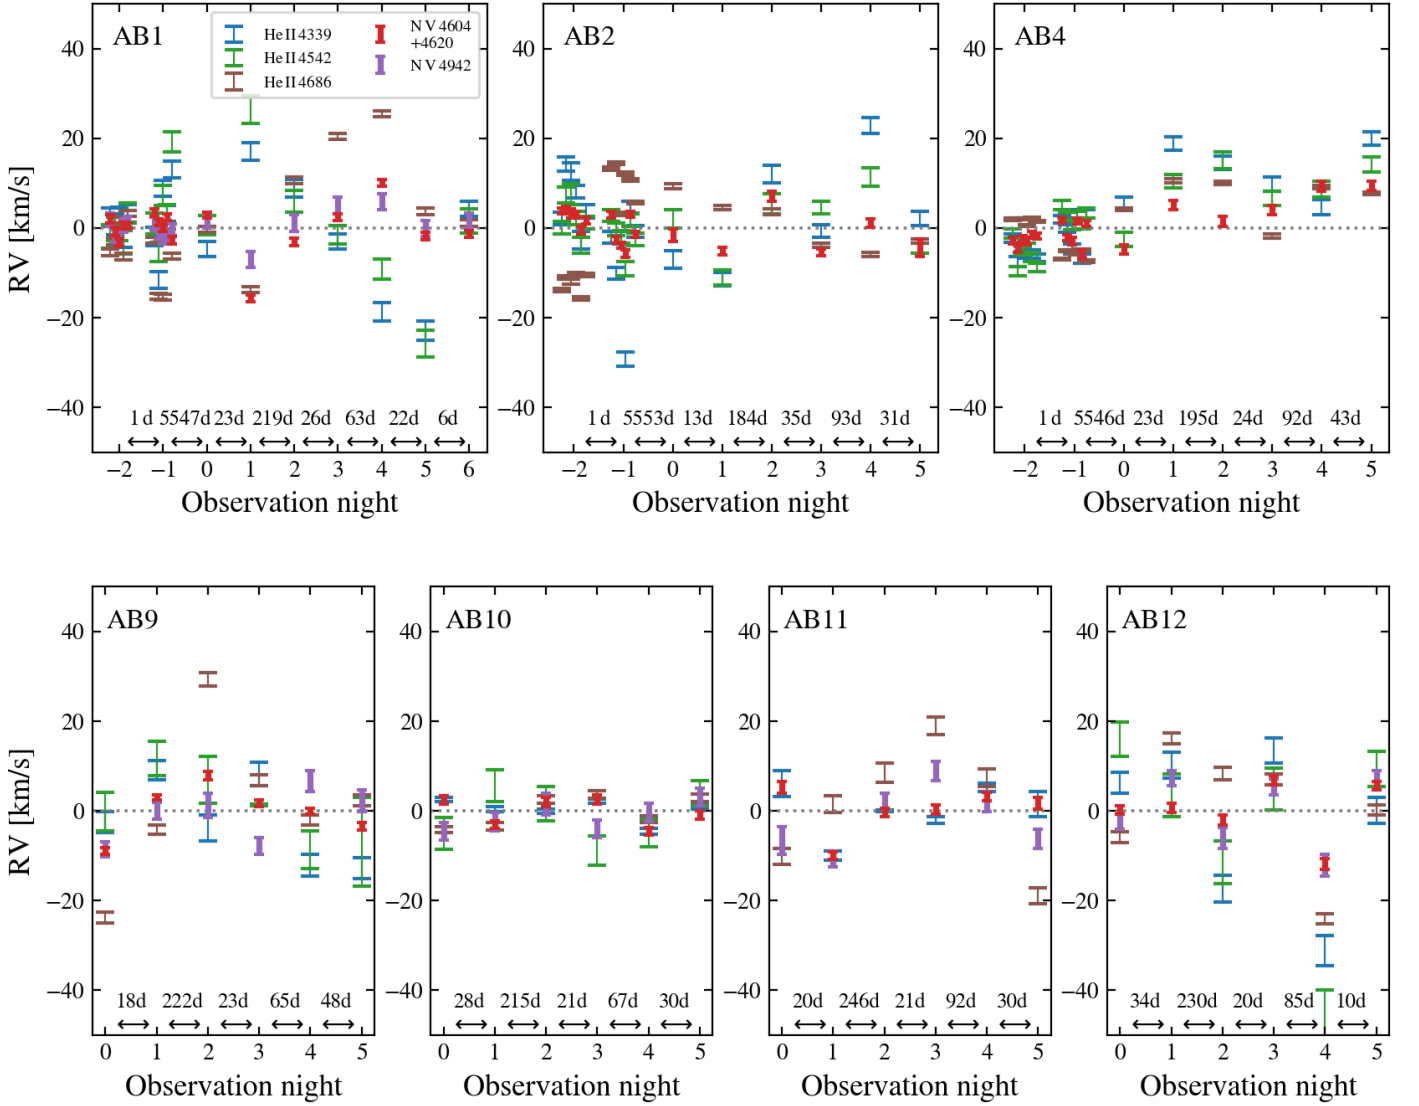 AB1
He II 4339
He II 4542
He II 4686
N V 4604
+4620
N V 4942
RV [km/s]
40
20
0
−20
−40
1 d 5547d 23d 219d 26d 63d 22d 6d
−2 −1 0 1 2 3 4 5 6
Observation night
AB2
40
20
0
−20
−40
1 d 5553d 13d 184d 35d 93d 31d
−2 −1 0 1 2 3 4 5
Observation night
AB4
40
20
0
−20
−40
1 d 5546d 23d 195d 24d 92d 43d
−2 −1 0 1 2 3 4 5
Observation night
AB9
RV [km/s]
40
20
0
−20
−40
18d 222d 23d 65d 48d
0 1 2 3 4 5
Observation night
AB10
40
20
0
−20
−40
28d 215d 21d 67d 30d
0 1 2 3 4 5
Observation night
AB11
40
20
0
−20
−40
20d 246d 21d 92d 30d
0 1 2 3 4 5
Observation night
AB12
40
20
0
−20
−40
34d 230d 20d 85d 10d
0 1 2 3 4 5
Observation night